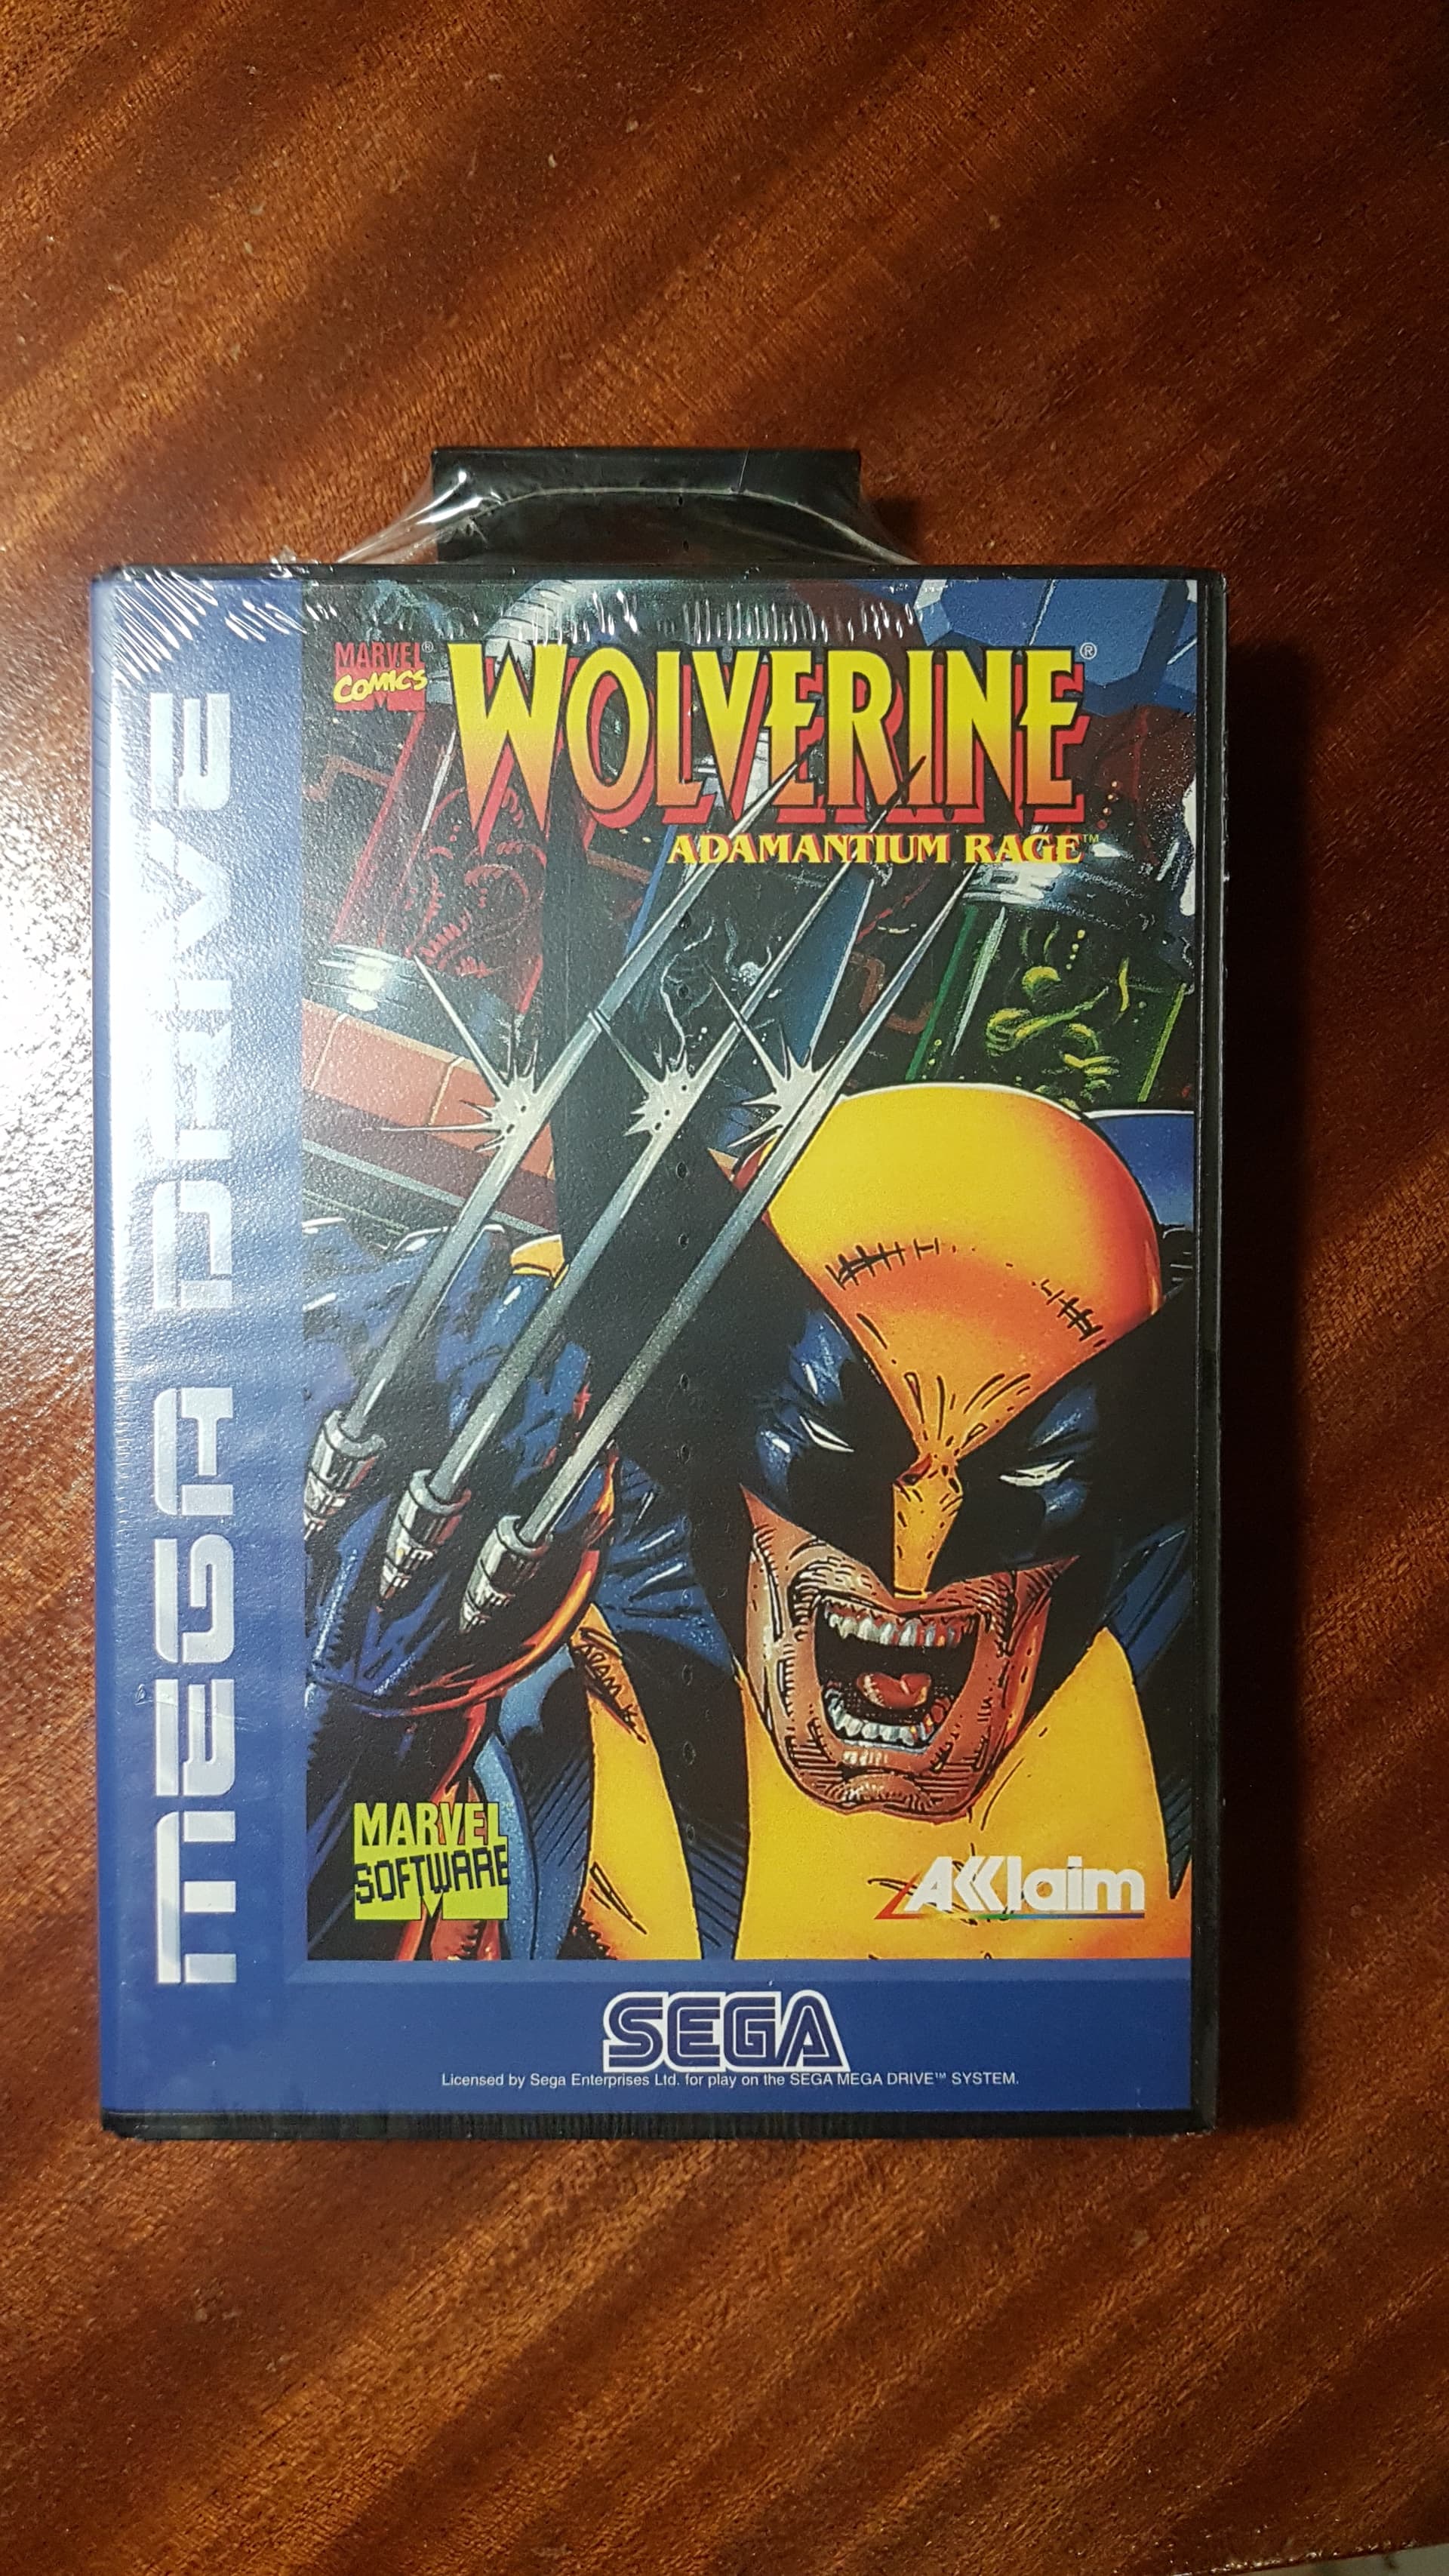 MARVEL®
COMICS
WOLVERINE®
ADAMANTIUM RAGE™
MEGA DRIVE
MARVEL
SOFTWARE
AKKlaim
SEGA
Licensed by Sega Enterprises Ltd. for play on the SEGA MEGA DRIVE™ SYSTEM.